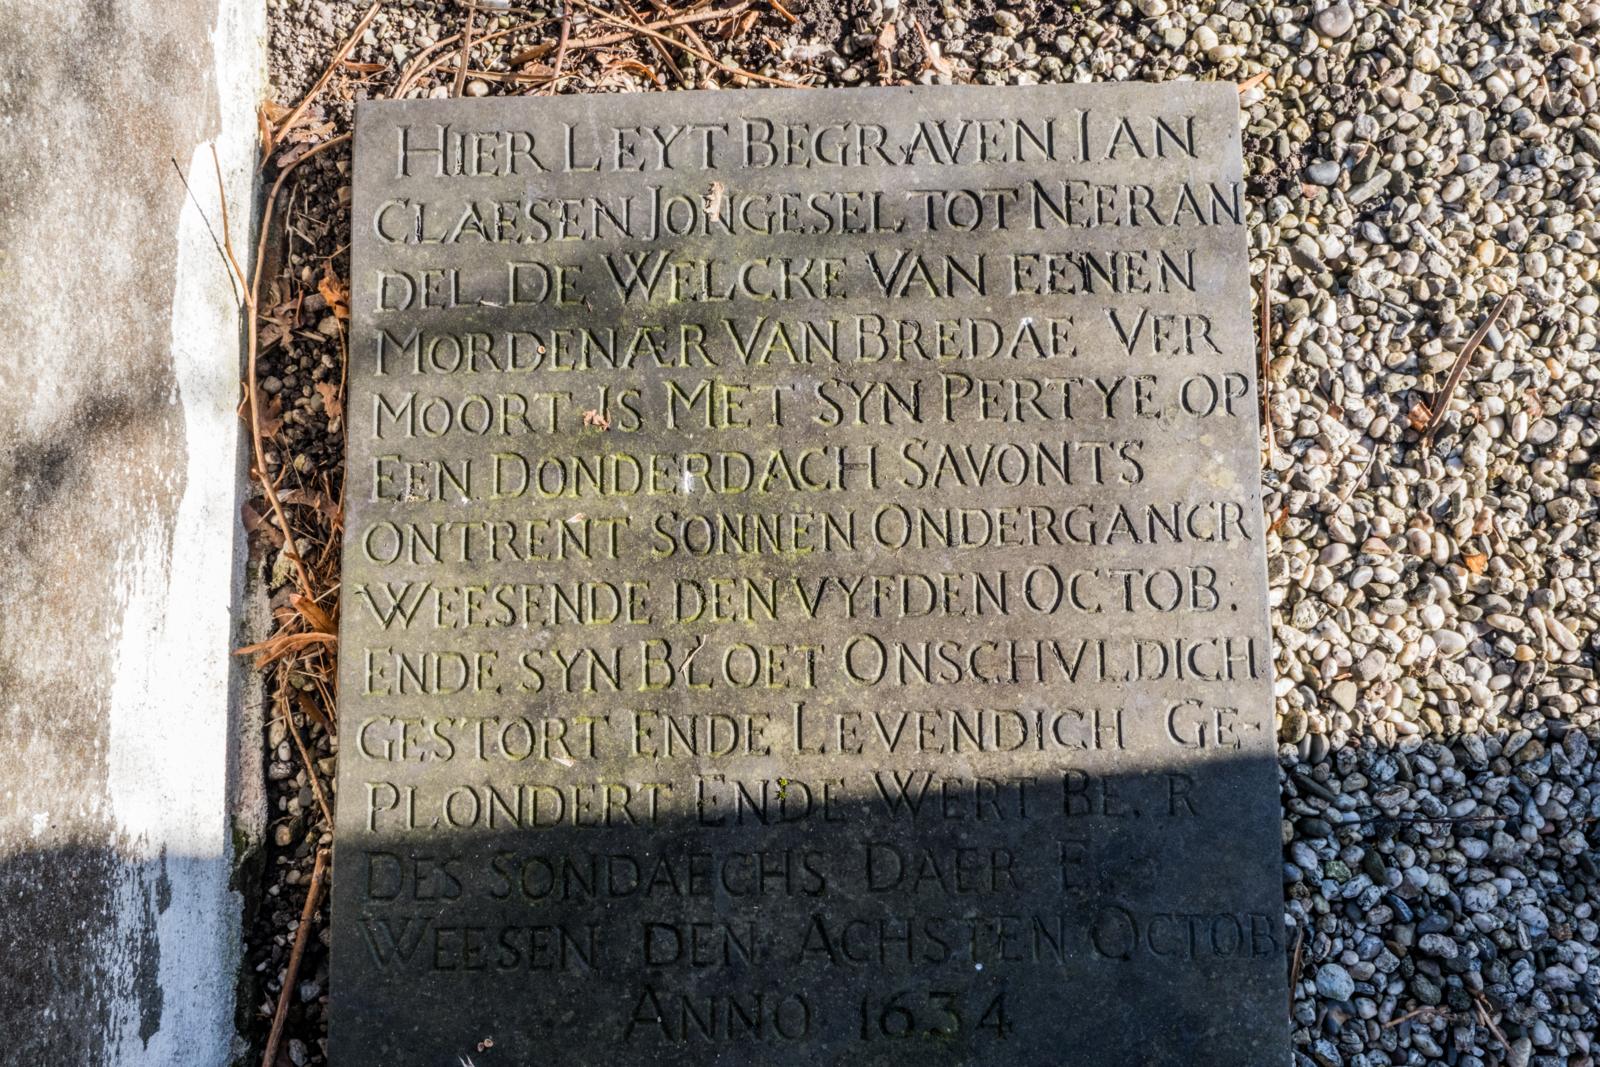 HIER LEYT BEGRAVEN IAN
CLAESEN JONGESEL TOT NEERAN
DEL DE WELCKE VAN EENEN
MORDENÆR VAN BREDAE VER
MOORT IS MET SYN PERTYE OP
EEN DONDERDACH SAVONTS
ONTRENT SONNEN ONDERGANCK
WEESENDE DEN VYFDEN OCTOB:
ENDE SYN BLOET ONSCHVLDICH
GESTORT ENDE LEVENDICH GE-
PLONDERT ENDE WERT
DES SONDAECHS DAER
WEESEN DEN ACHSTEN OCTOB
ANNO 1634